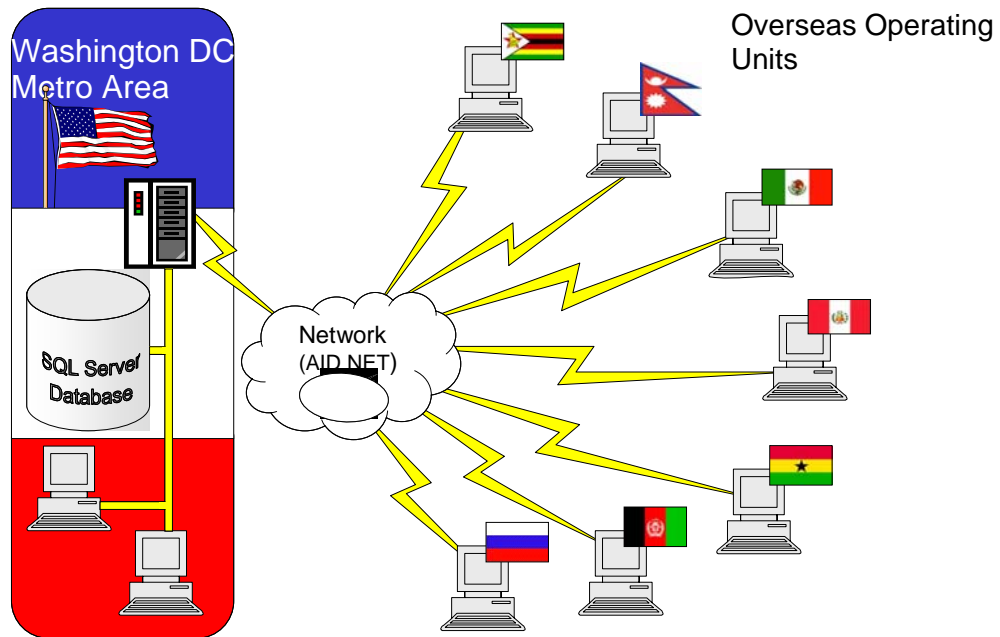 Washington DC
Metro Area
Overseas Operating
Units
Network
(AID NET)
SQL Server
Database